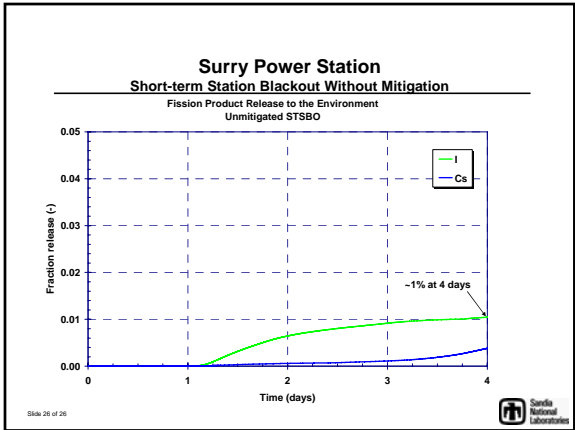 Surry Power Station
Short-term Station Blackout Without Mitigation
Fission Product Release to the Environment
Unmitigated STSBO
0.05
0.04
0.03
0.02
0.01
0.00
Fraction release (-)
I
Cs
~1% at 4 days
0 1 2 3 4
Time (days)
Slide 26 of 26
Sandia
National
Laboratories